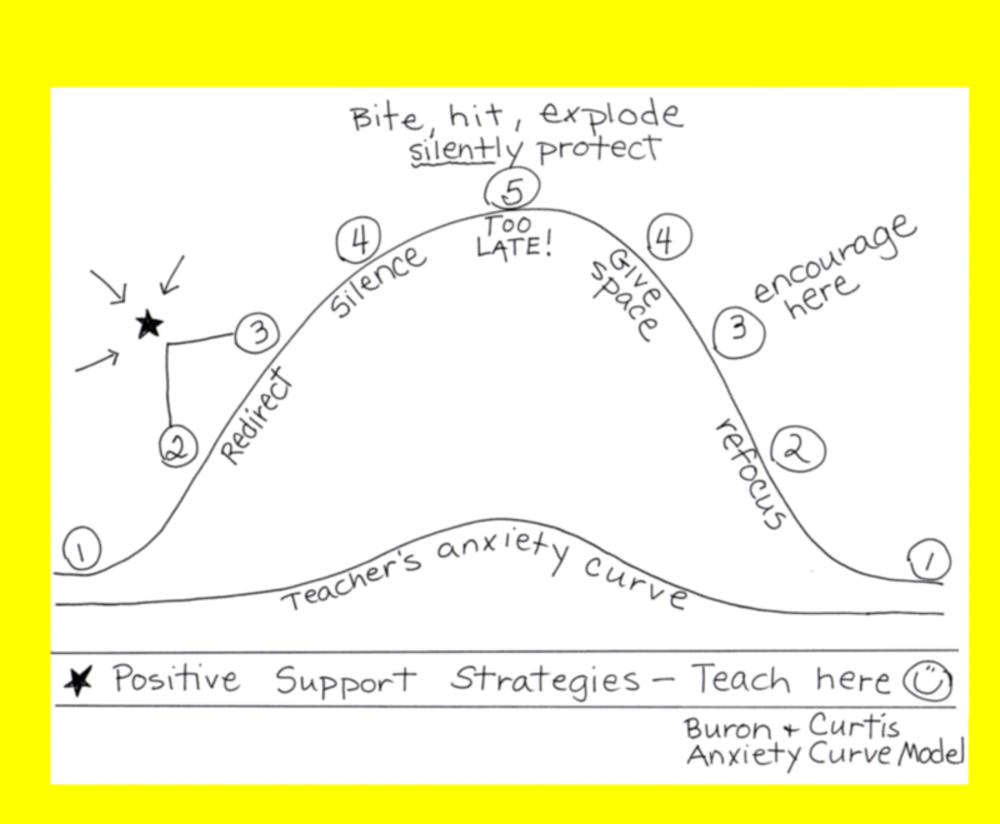 Bite, hit, explode
silently protect
5
TOO
LATE!
4
Silence
4
Give
space
encourage
here
3
3
Redirect
2
refocus
2
1
1
Teacher's anxiety curve
★ Positive Support Strategies - Teach here ☺
Buron + Curtis
Anxiety Curve Model